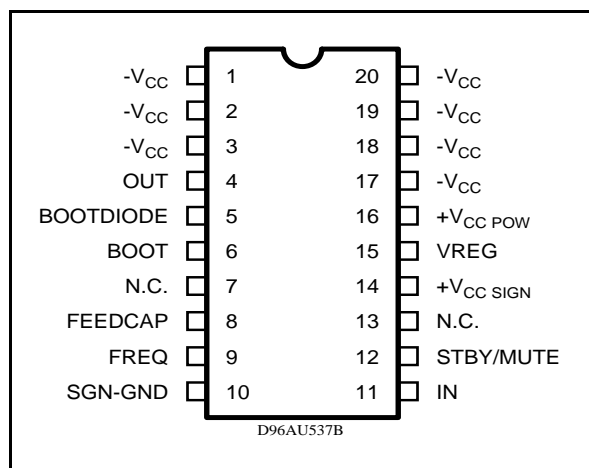 -VCC 1 20 -VCC
-VCC 2 19 -VCC
-VCC 3 18 -VCC
OUT 4 17 -VCC
BOOTDIODE 5 16 +VCC POW
BOOT 6 15 VREG
N.C. 7 14 +VCC SIGN
FEEDCAP 8 13 N.C.
FREQ 9 12 STBY/MUTE
SGN-GND 10 11 IN
D96AU537B